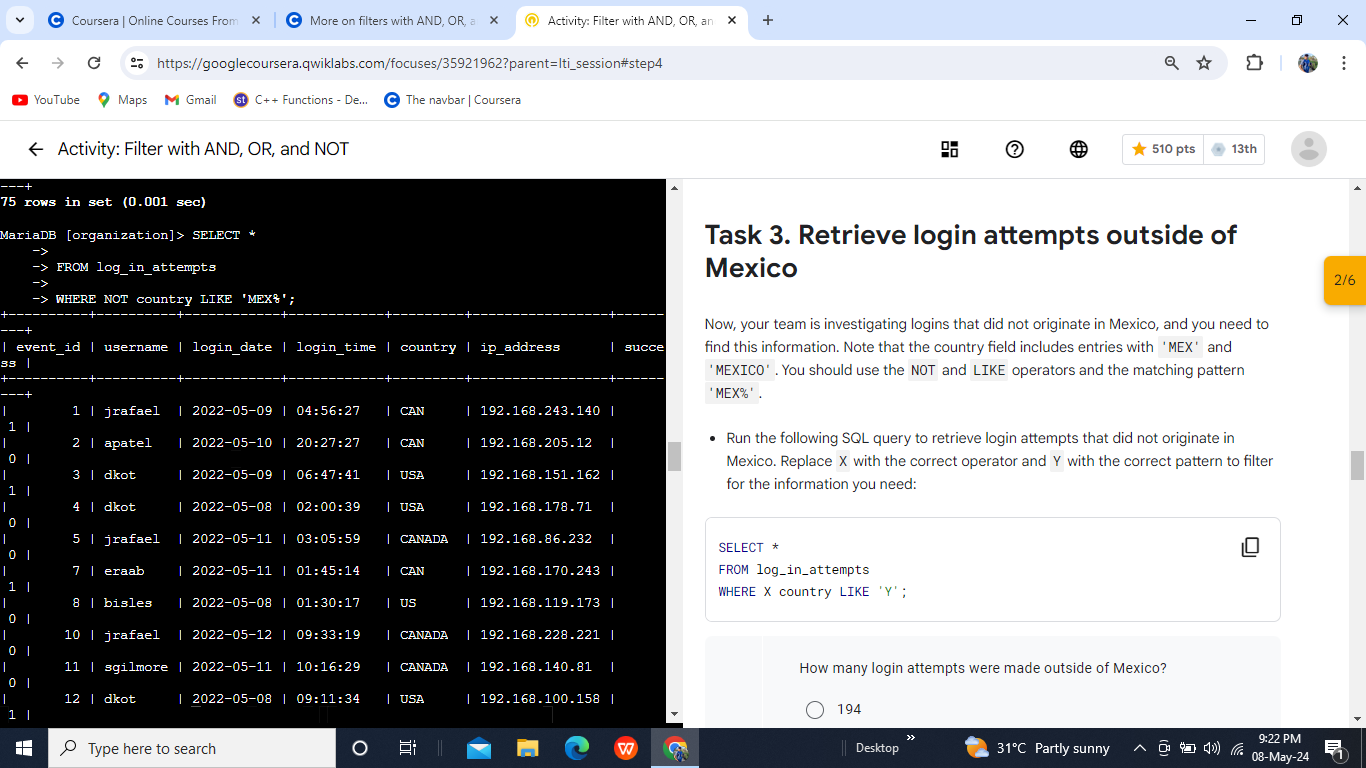 Coursera | Online Courses From
More on filters with AND, OR, a
Activity: Filter with AND, OR, an
https://googlecoursera.qwiklabs.com/focuses/35921962?parent=lti_session#step4
YouTube Maps Gmail st C++ Functions - De... The navbar | Coursera
Activity: Filter with AND, OR, and NOT
510 pts 13th
---+
75 rows in set (0.001 sec)
MariaDB [organization]> SELECT *
->
-> FROM log_in_attempts
->
-> WHERE NOT country LIKE 'MEX%';
+----------+----------+------------+------------+---------+-----------------+------
---+
| event_id | username | login_date | login_time | country | ip_address | succe
ss |
+----------+----------+------------+------------+---------+-----------------+------
---+
| 1 | jrafael | 2022-05-09 | 04:56:27 | CAN | 192.168.243.140 |
1 |
| 2 | apatel | 2022-05-10 | 20:27:27 | CAN | 192.168.205.12 |
0 |
| 3 | dkot | 2022-05-09 | 06:47:41 | USA | 192.168.151.162 |
1 |
| 4 | dkot | 2022-05-08 | 02:00:39 | USA | 192.168.178.71 |
0 |
| 5 | jrafael | 2022-05-11 | 03:05:59 | CANADA | 192.168.86.232 |
0 |
| 7 | eraab | 2022-05-11 | 01:45:14 | CAN | 192.168.170.243 |
1 |
| 8 | bisles | 2022-05-08 | 01:30:17 | US | 192.168.119.173 |
0 |
| 10 | jrafael | 2022-05-12 | 09:33:19 | CANADA | 192.168.228.221 |
0 |
| 11 | sgilmore | 2022-05-11 | 10:16:29 | CANADA | 192.168.140.81 |
0 |
| 12 | dkot | 2022-05-08 | 09:11:34 | USA | 192.168.100.158 |
1 |
Task 3. Retrieve login attempts outside of
Mexico
2/6
Now, your team is investigating logins that did not originate in Mexico, and you need to
find this information. Note that the country field includes entries with 'MEX' and
'MEXICO'. You should use the NOT and LIKE operators and the matching pattern
'MEX%'.
• Run the following SQL query to retrieve login attempts that did not originate in
Mexico. Replace X with the correct operator and Y with the correct pattern to filter
for the information you need:
SELECT *
FROM log_in_attempts
WHERE X country LIKE 'Y';
How many login attempts were made outside of Mexico?
194
Type here to search
Desktop
31°C Partly sunny
9:22 PM
08-May-24
1